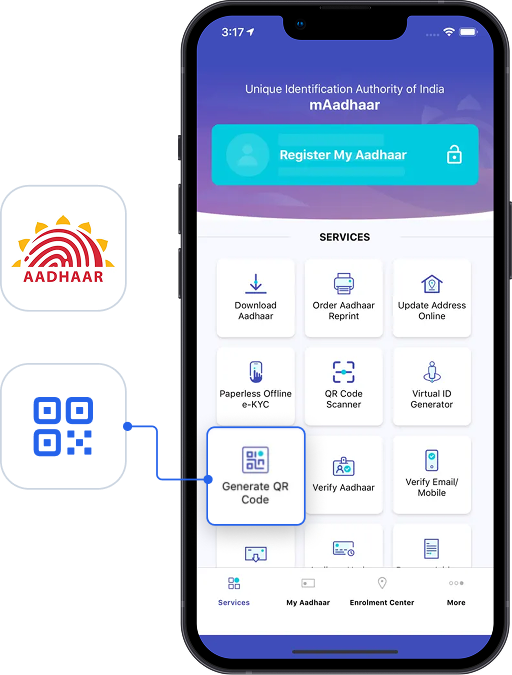 3:17
Unique Identification Authority of India
mAadhaar
Register My Aadhaar
AADHAAR
SERVICES
Download
Aadhaar
Order Aadhaar
Reprint
Update Address
Online
Paperless Offline
e-KYC
QR Code
Scanner
Virtual ID
Generator
Generate QR
Code
Verify Aadhaar
Verify Email/
Mobile
Services
My Aadhaar
Enrolment Center
More